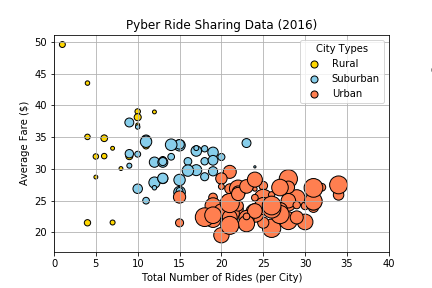 Pyber Ride Sharing Data (2016)
City Types
Rural
Suburban
Urban
50
45
40
35
30
25
20
Average Fare ($)
0 5 10 15 20 25 30 35 40
Total Number of Rides (per City)